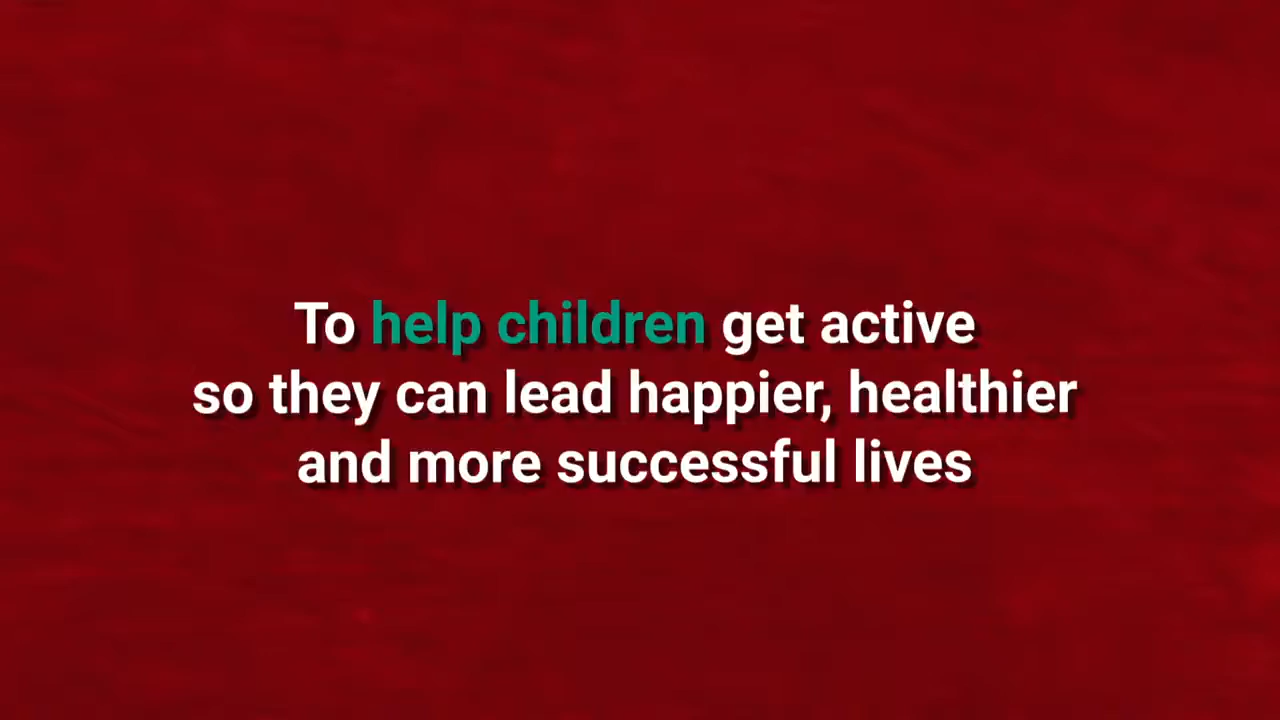 To help children get active
so they can lead happier, healthier
and more successful lives